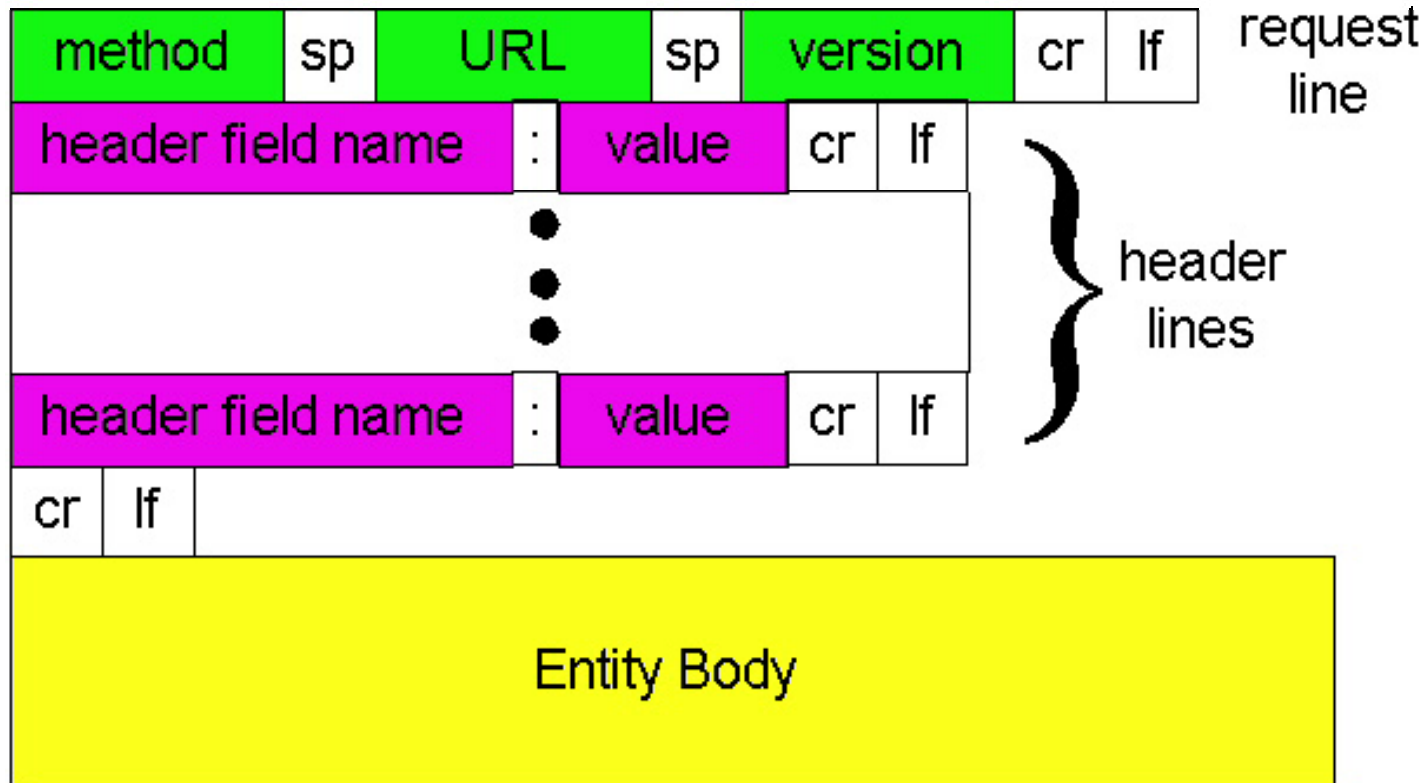 method sp URL sp version cr lf request line
header field name : value cr lf
header lines
header field name : value cr lf
cr lf
Entity Body